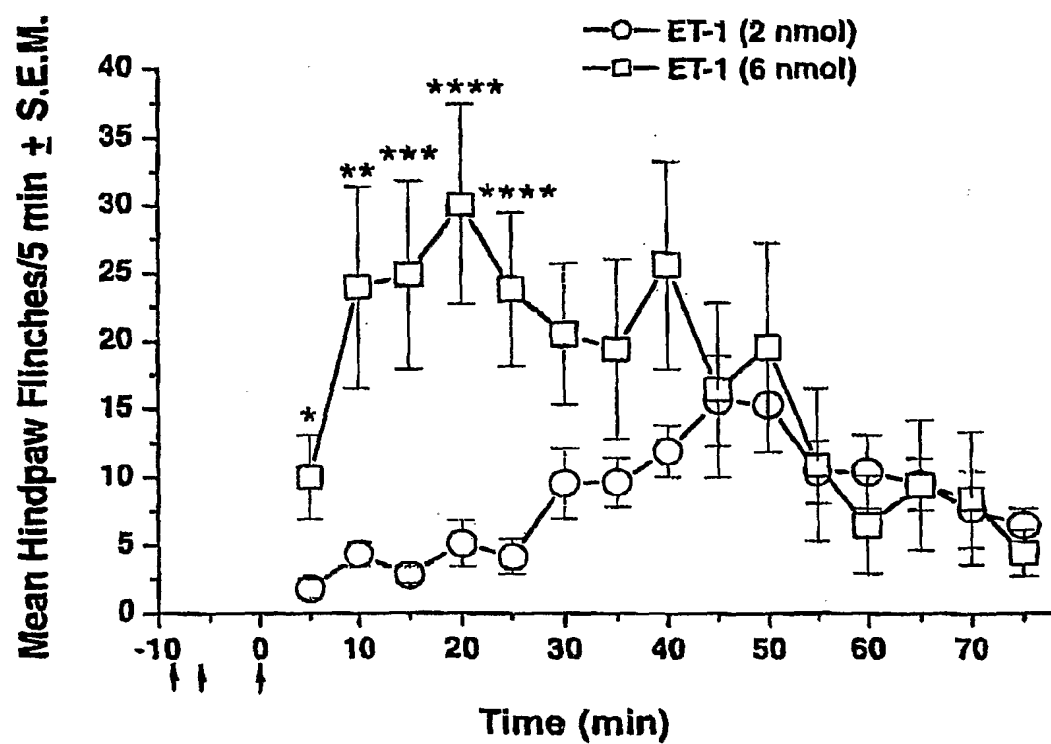 ET-1 (2 nmol)
ET-1 (6 nmol)
Mean Hindpaw Flinches/5 min ± S.E.M.
40
35
30
25
20
15
10
5
0
*
**
***
****
****
-10 0 10 20 30 40 50 60 70
Time (min)